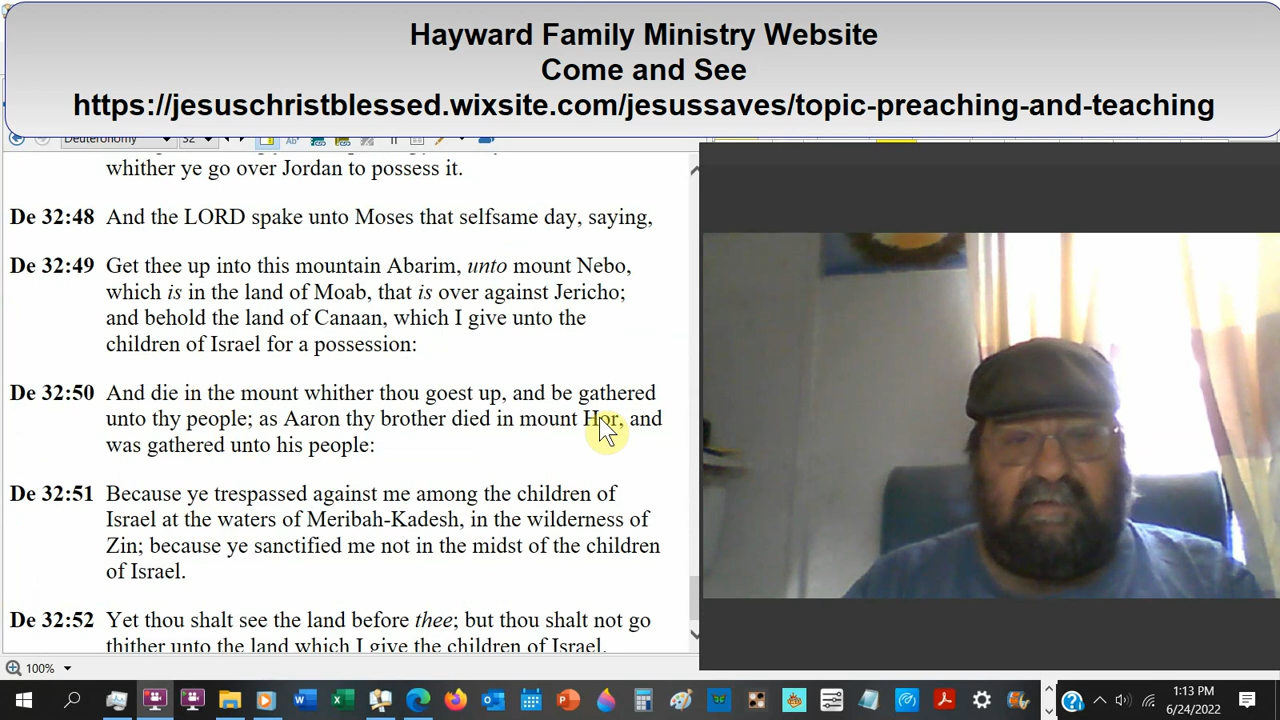 Hayward Family Ministry Website
Come and See
https://jesuschristblessed.wixsite.com/jesussaves/topic-preaching-and-teaching
Deuteronomy 32
whither ye go over Jordan to possess it.
De 32:48 And the LORD spake unto Moses that selfsame day, saying,
De 32:49 Get thee up into this mountain Abarim, unto mount Nebo,
which is in the land of Moab, that is over against Jericho;
and behold the land of Canaan, which I give unto the
children of Israel for a possession:
De 32:50 And die in the mount whither thou goest up, and be gathered
unto thy people; as Aaron thy brother died in mount Hor, and
was gathered unto his people:
De 32:51 Because ye trespassed against me among the children of
Israel at the waters of Meribah-Kadesh, in the wilderness of
Zin; because ye sanctified me not in the midst of the children
of Israel.
De 32:52 Yet thou shalt see the land before thee; but thou shalt not go
thither unto the land which I give the children of Israel.
100%
1:13 PM
6/24/2022